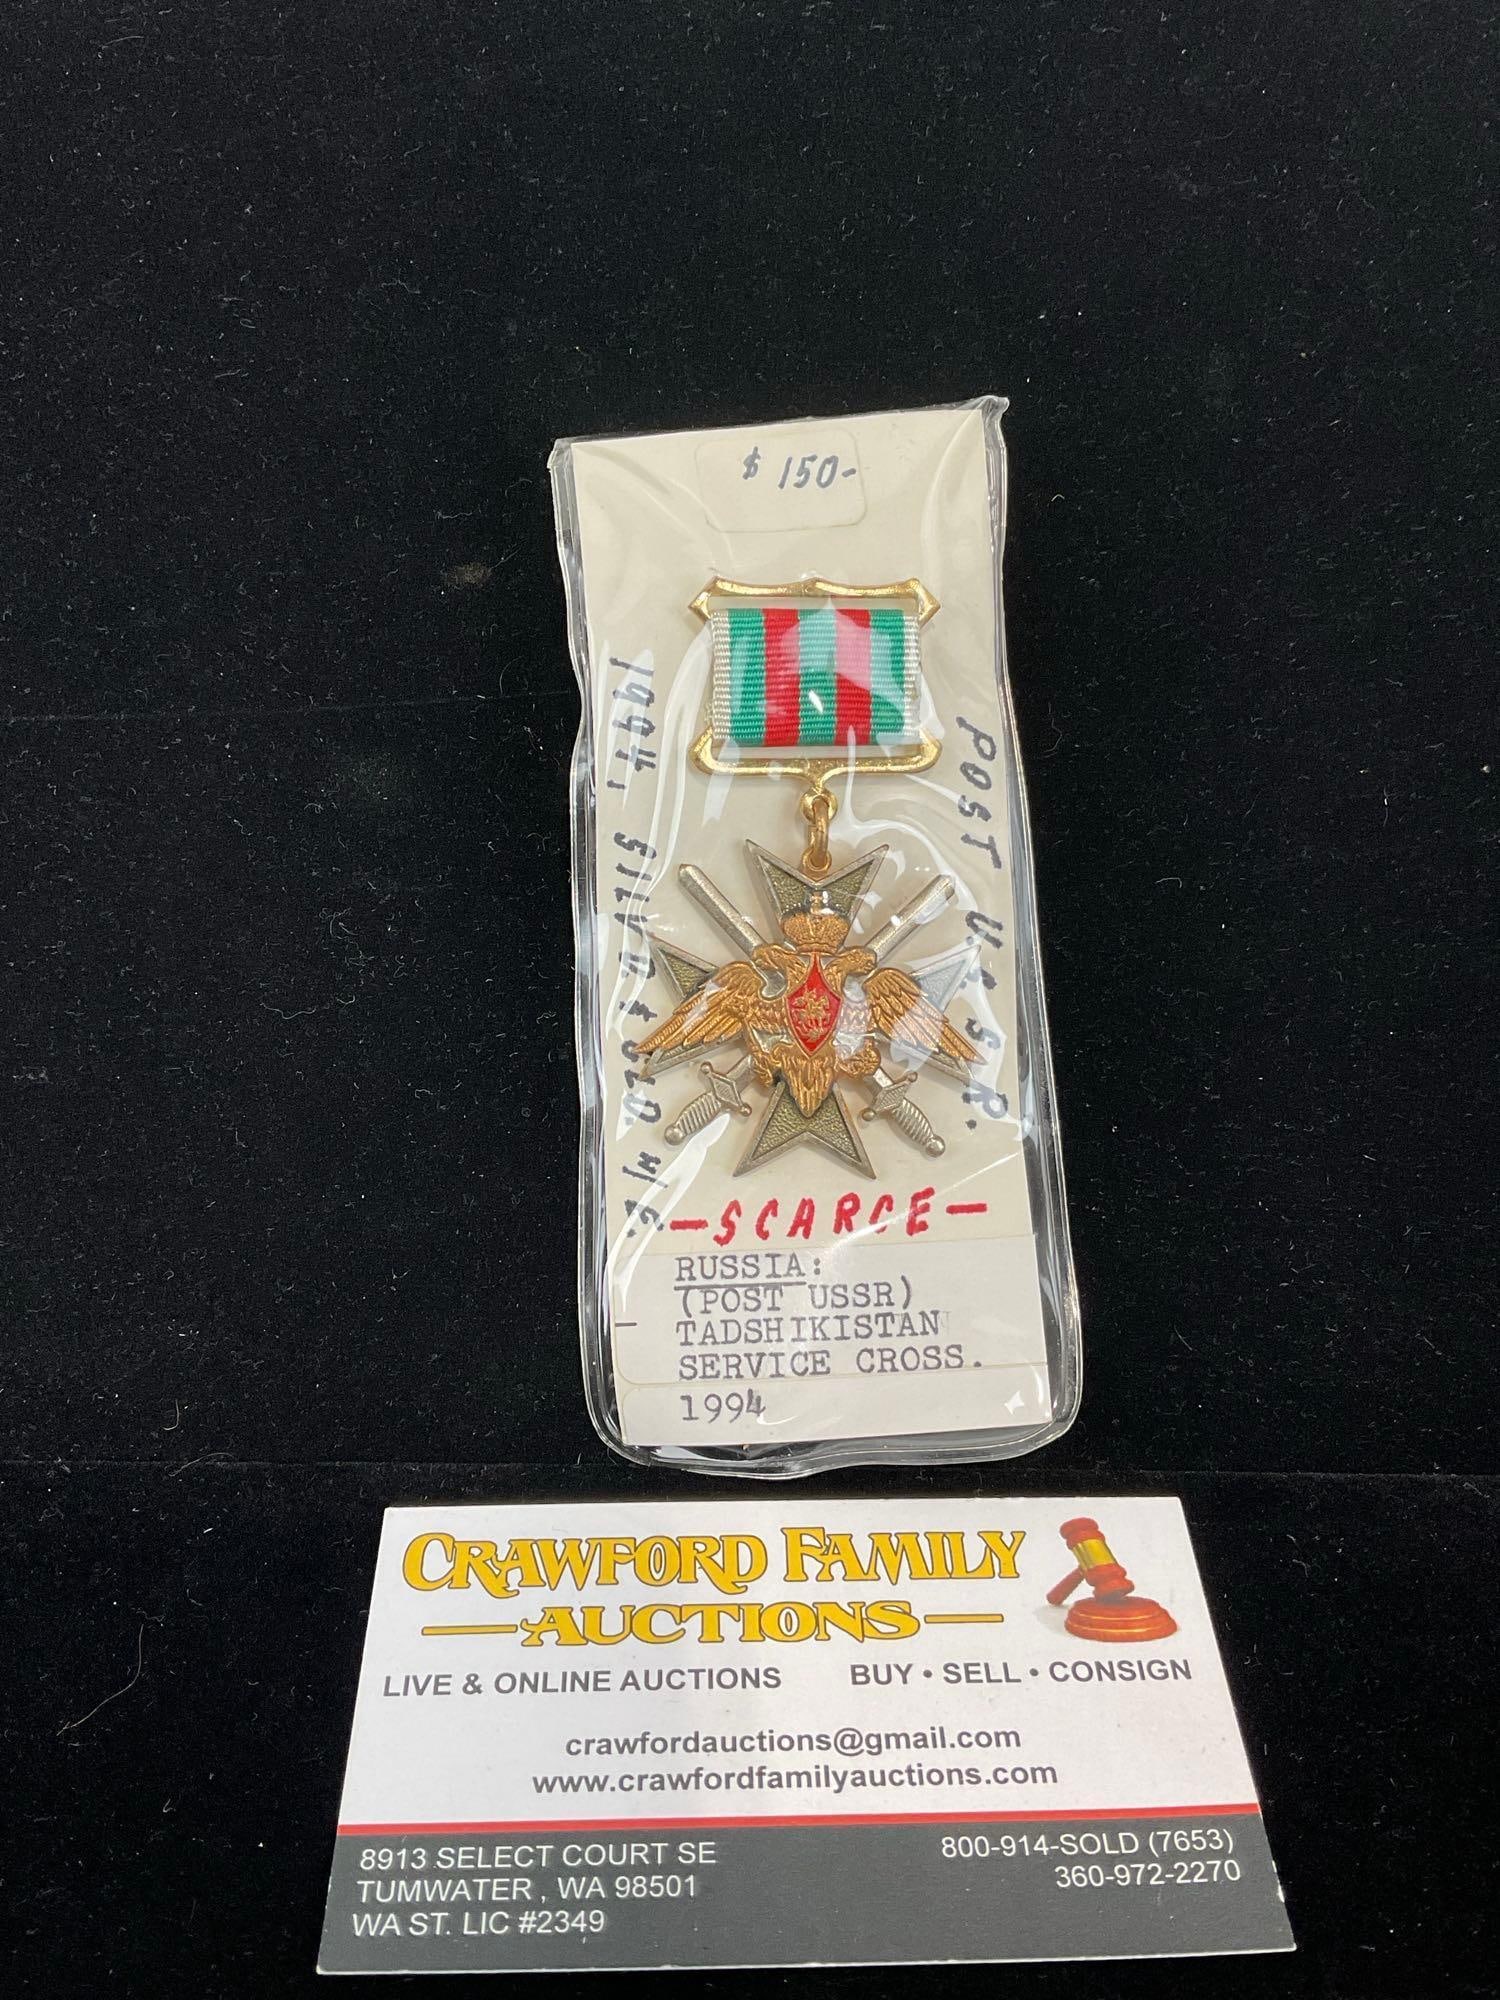 $ 150-
1994. SILV & GOLD W/E.
POST U.S.S.R.
-SCARCE-
RUSSIA:
(POST USSR)
TADSHIKISTAN
SERVICE CROSS.
1994
CRAWFORD FAMILY
AUCTIONS
LIVE & ONLINE AUCTIONS BUY • SELL • CONSIGN
crawfordauctions@gmail.com
www.crawfordfamilyauctions.com
8913 SELECT COURT SE 800-914-SOLD (7653)
TUMWATER , WA 98501 360-972-2270
WA ST. LIC #2349